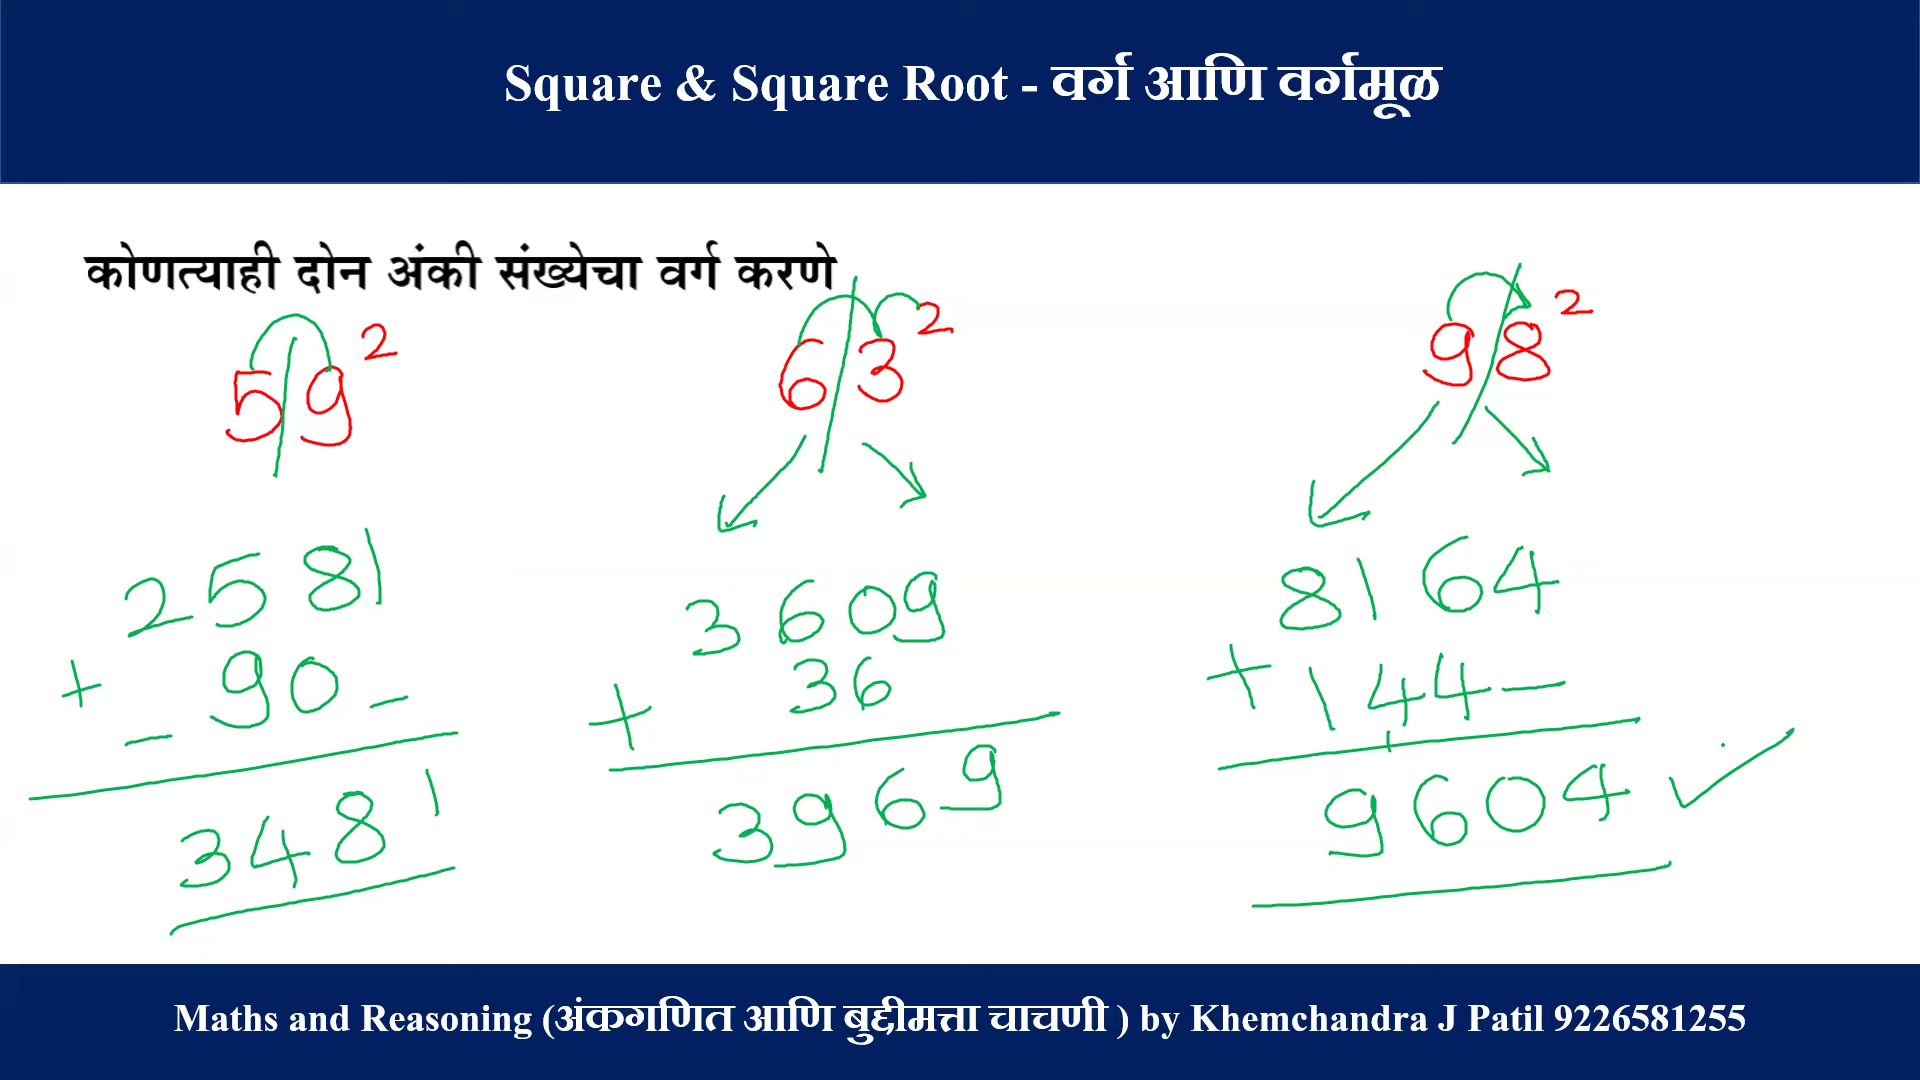 Square & Square Root - वर्ग आणि वर्गमूळ
कोणत्याही दोन अंकी संख्येचा वर्ग करणे
59²
2581
+ _ 90 _
3481
63²
3609
+ 36
3969
98²
8164
+ 144 _
9604 ✓
Maths and Reasoning (अंकगणित आणि बुद्दीमत्ता चाचणी ) by Khemchandra J Patil 9226581255